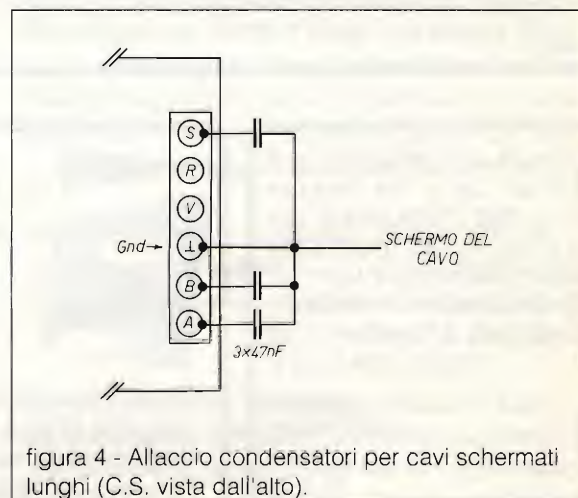 S
R
V
Gnd→
⊥
B
A
SCHERMO DEL
CAVO
3x47nF
figura 4 - Allaccio condensatori per cavi schermati
lunghi (C.S. vista dall'alto).